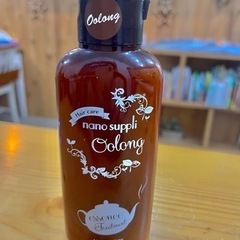 Oolong
Hair care
nano suppli
Oolong
essence
Treatment